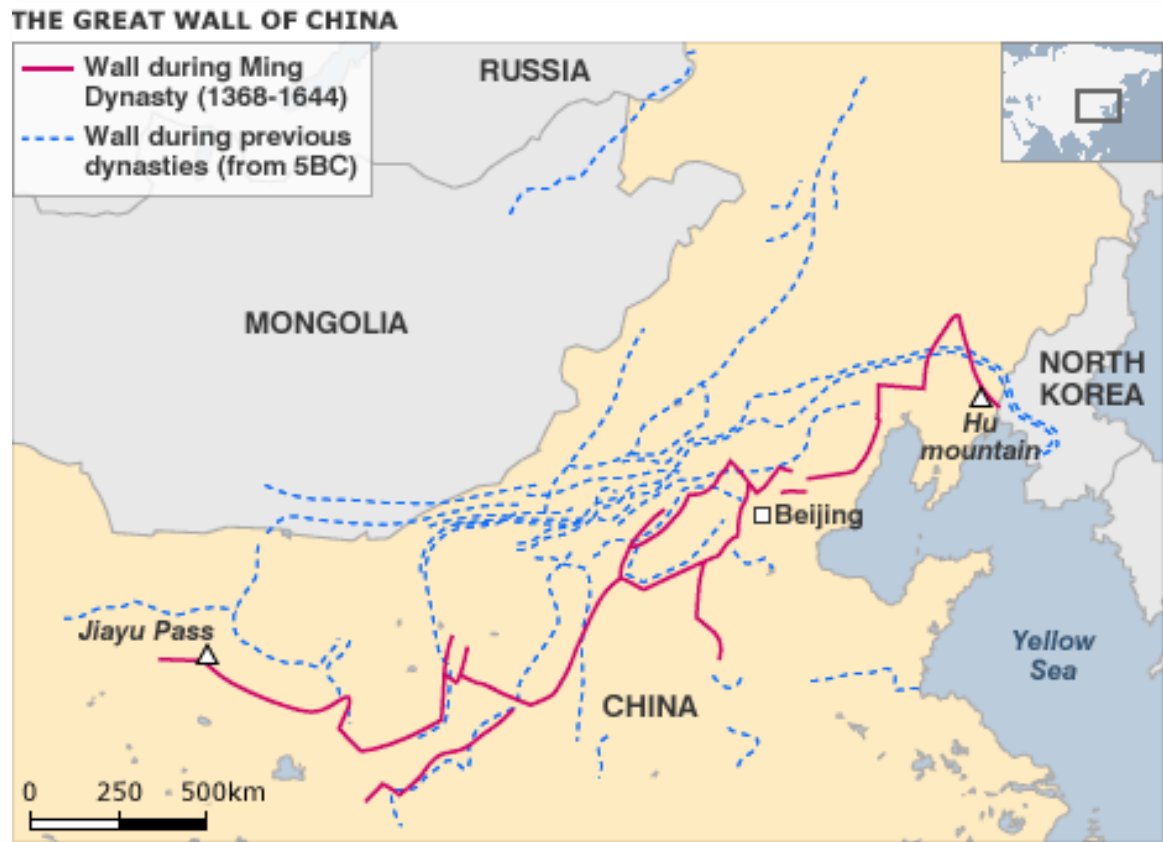 THE GREAT WALL OF CHINA
Wall during Ming
Dynasty (1368-1644)
Wall during previous
dynasties (from 5BC)
RUSSIA
MONGOLIA
NORTH
KOREA
Hu
mountain
Beijing
Jiayu Pass
Yellow
Sea
CHINA
0 250 500km